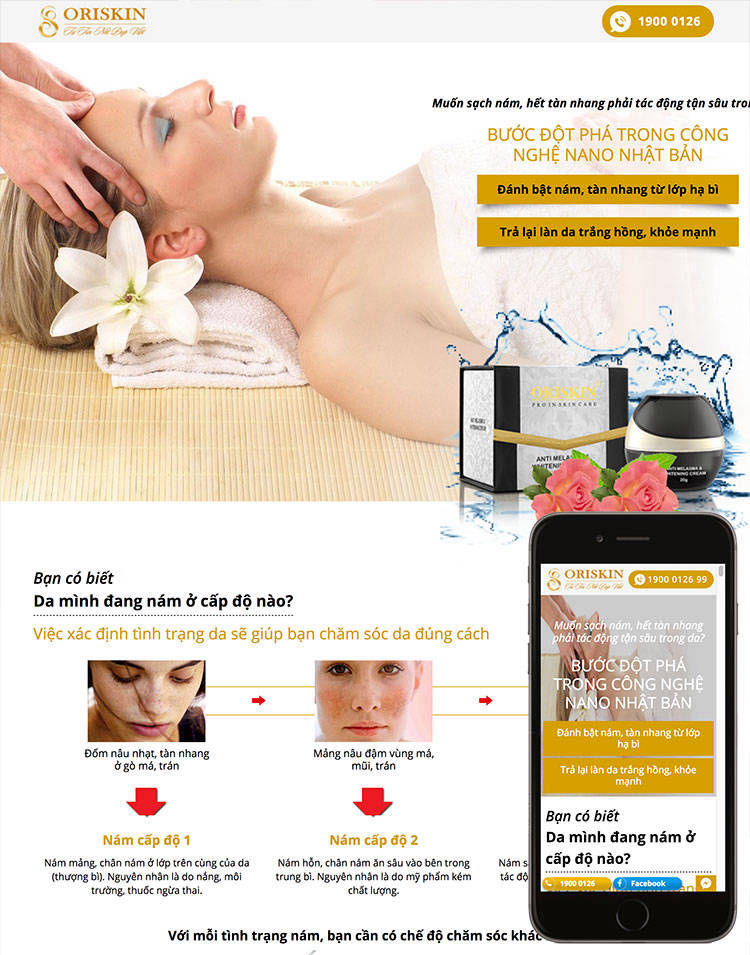 ORISKIN
Tự Tin Nét Đẹp Việt
1900 0126
Muốn sạch nám, hết tàn nhang phải tác động tận sâu tron
BƯỚC ĐỘT PHÁ TRONG CÔNG
NGHỆ NANO NHẬT BẢN
Đánh bật nám, tàn nhang từ lớp hạ bì
Trả lại làn da trắng hồng, khỏe mạnh
ORISKIN
PRO IN SKIN CARE
ANTI MELA
WHITENING
ANTI MELASMA &
WHITENING CREAM
20g
Bạn có biết
Da mình đang nám ở cấp độ nào?
Việc xác định tình trạng da sẽ giúp bạn chăm sóc da đúng cách
Đốm nâu nhạt, tàn nhang
ở gò má, trán
Mảng nâu đậm vùng má,
mũi, trán
Nám cấp độ 1
Nám cấp độ 2
Nám mảng, chân nám ở lớp trên cùng của da
(thượng bì). Nguyên nhân là do nắng, môi
trường, thuốc ngừa thai.
Nám hỗn, chân nám ăn sâu vào bên trong
trung bì. Nguyên nhân là do mỹ phẩm kém
chất lượng.
Nám s
tác độ
Với mỗi tình trạng nám, bạn cần có chế độ chăm sóc khác
ORISKIN
Tự Tin Nét Đẹp Việt
1900 0126 99
Muốn sạch nám, hết tàn nhang
phải tác động tận sâu trong da?
BƯỚC ĐỘT PHÁ
TRONG CÔNG NGHỆ
NANO NHẬT BẢN
Đánh bật nám, tàn nhang từ lớp
hạ bì
Trả lại làn da trắng hồng, khỏe
mạnh
Bạn có biết
Da mình đang nám ở
cấp độ nào?
1900 0126
Facebook